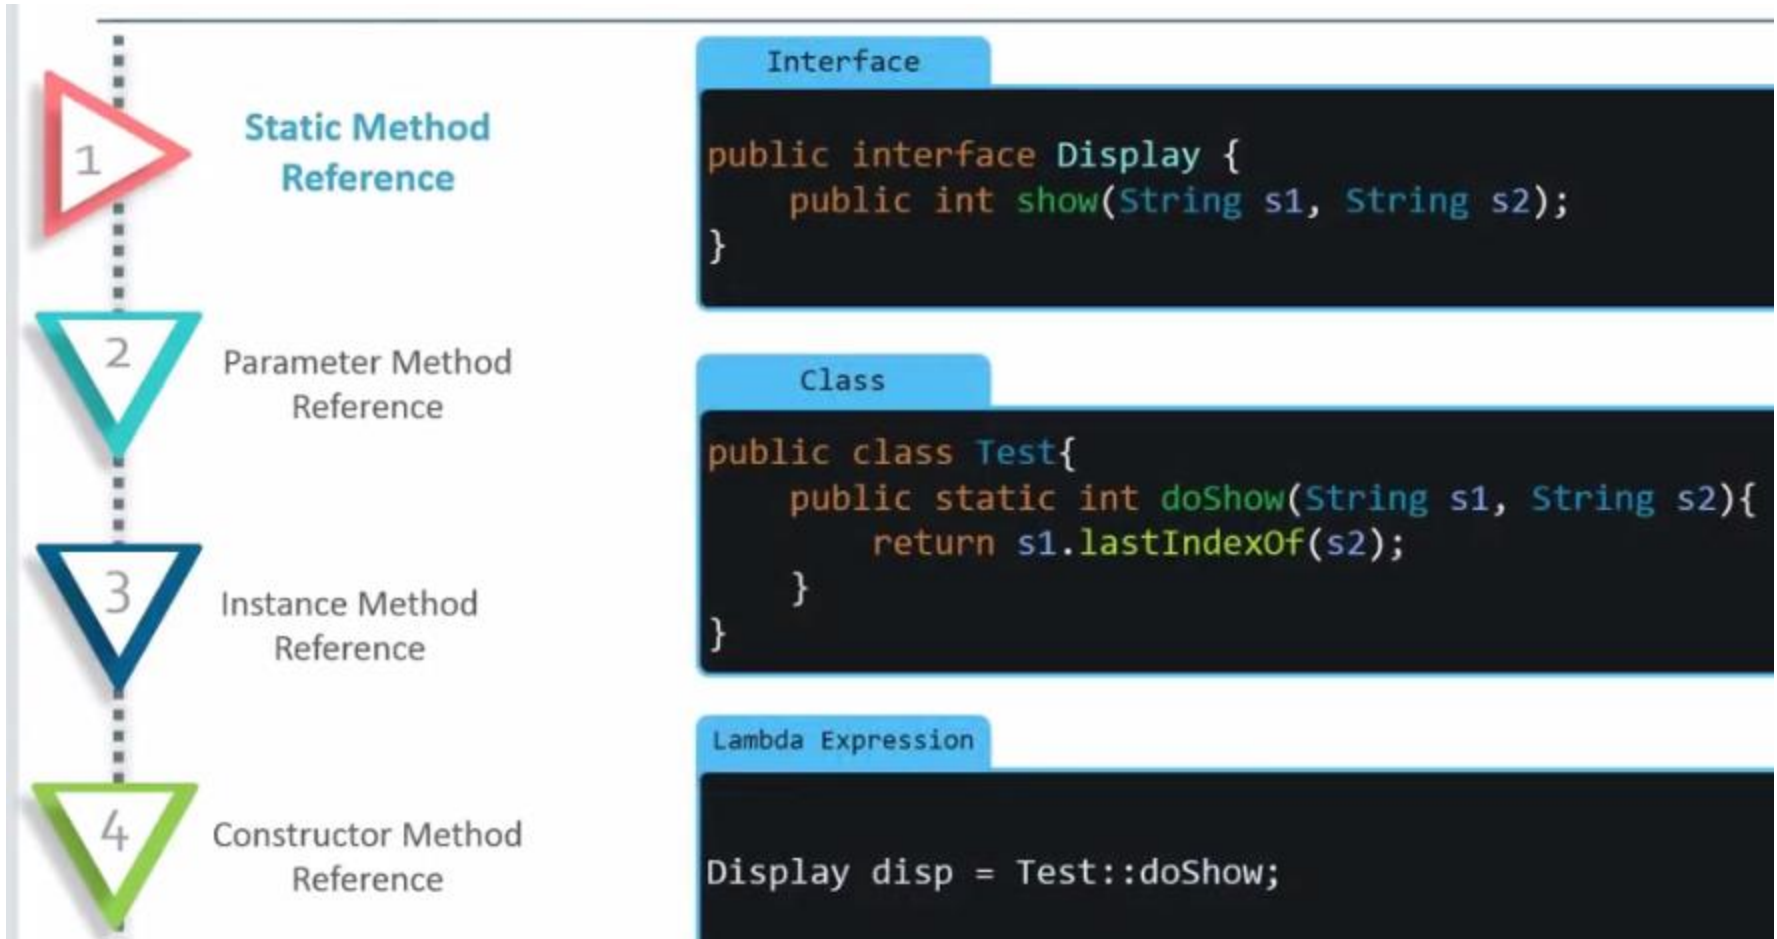 1
Static Method
Reference
2
Parameter Method
Reference
3
Instance Method
Reference
4
Constructor Method
Reference
Interface
public interface Display {
    public int show(String s1, String s2);
}
Class
public class Test{
    public static int doShow(String s1, String s2){
        return s1.lastIndexOf(s2);
    }
}
Lambda Expression
Display disp = Test::doShow;